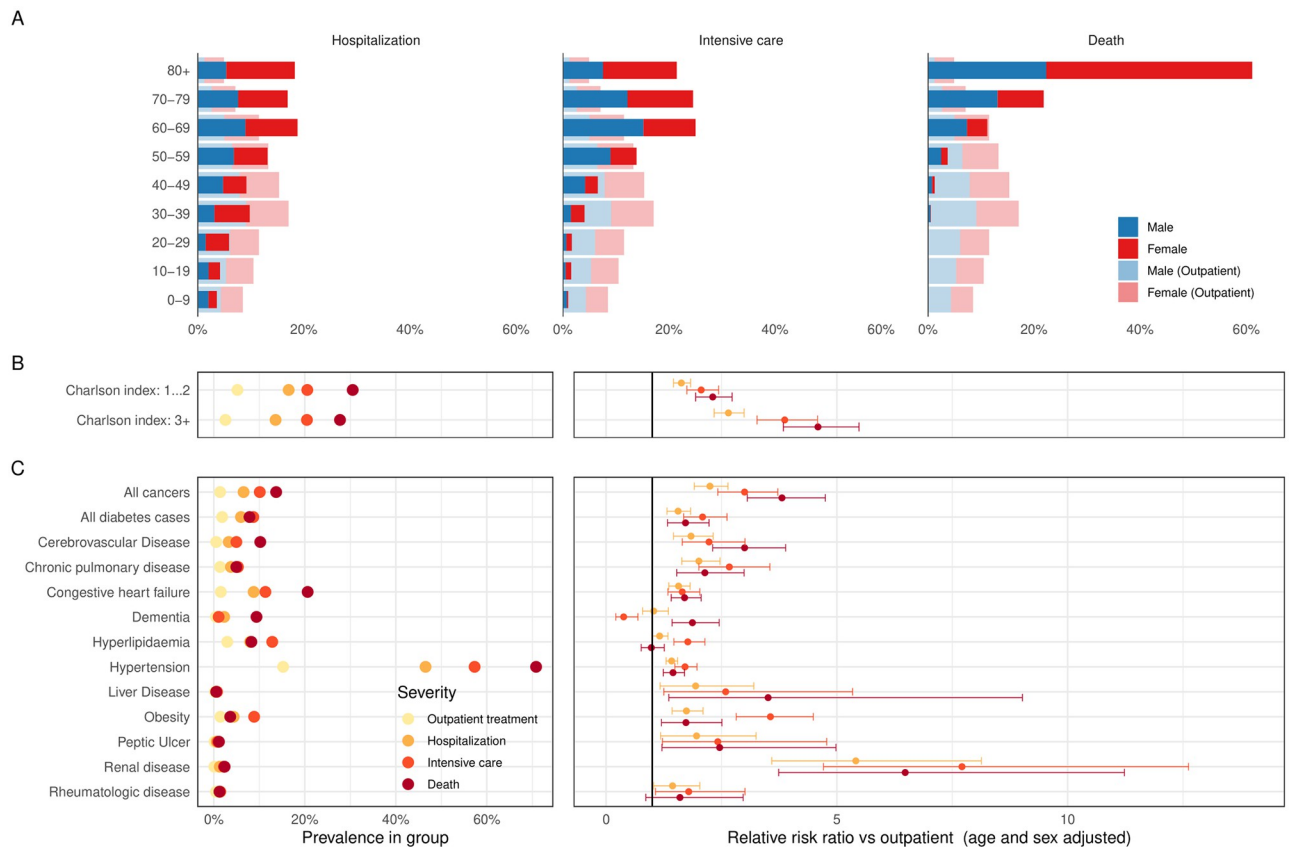 A
Hospitalization
Intensive care
Death
80+
70−79
60−69
50−59
40−49
30−39
20−29
10−19
0−9
0%
20%
40%
60%
0%
20%
40%
60%
0%
20%
40%
60%
Male
Female
Male (Outpatient)
Female (Outpatient)
B
Charlson index: 1...2
Charlson index: 3+
C
All cancers
All diabetes cases
Cerebrovascular Disease
Chronic pulmonary disease
Congestive heart failure
Dementia
Hyperlipidaemia
Hypertension
Liver Disease
Obesity
Peptic Ulcer
Renal disease
Rheumatologic disease
Severity
Outpatient treatment
Hospitalization
Intensive care
Death
0%
20%
40%
60%
Prevalence in group
0
5
10
Relative risk ratio vs outpatient (age and sex adjusted)